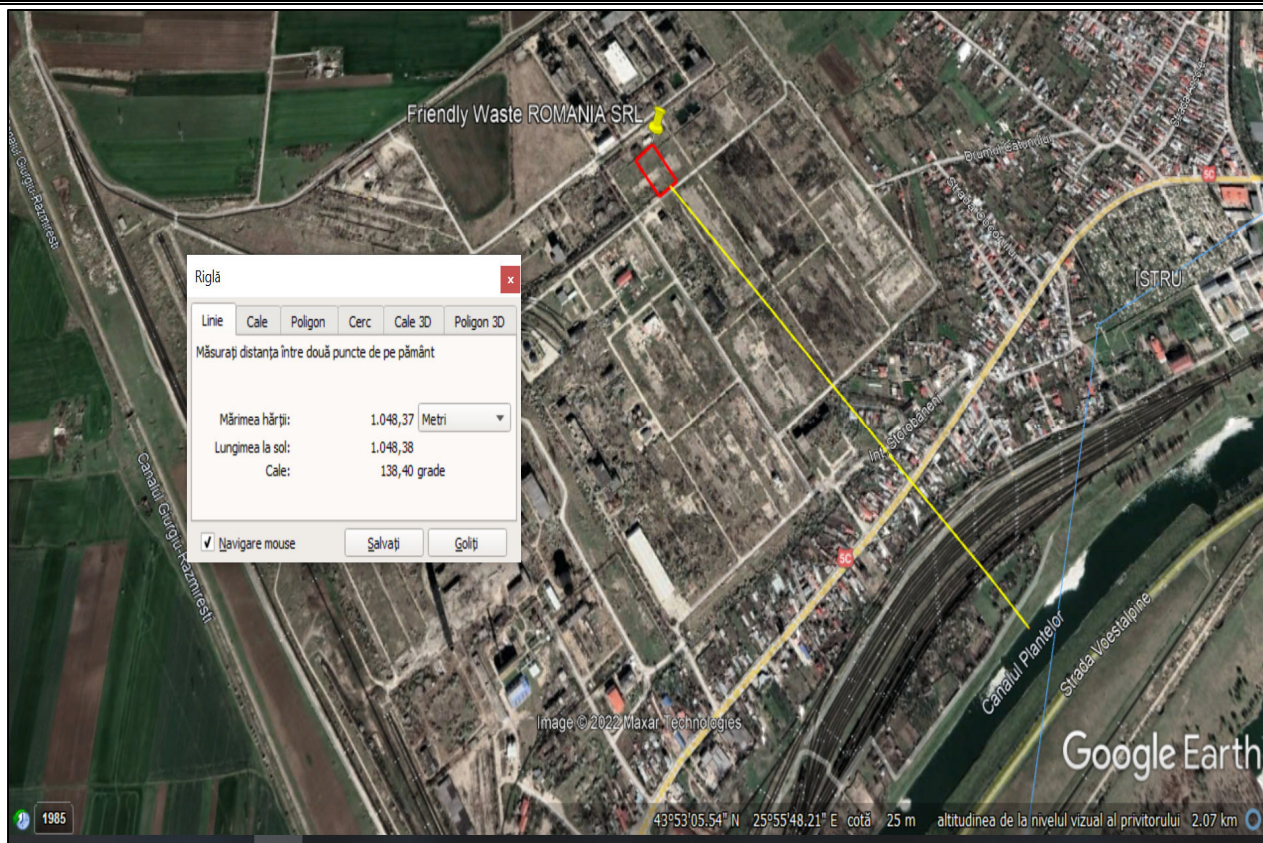 Friendly Waste ROMANIA SRL
Drumul Catonului
StradaOcocolului
5C
ISTRU
Canalul Giurgiu-Razmiresti
Riglă
x
Linie Cale Poligon Cerc Cale 3D Poligon 3D
Măsurați distanța între două puncte de pe pământ
Mărimea hărții: 1.048,37 Metri
Lungimea la sol: 1.048,38
Cale: 138,40 grade
Navigare mouse Salvați Goliți
Canalul Giurgiu-Razmiresti
Int. Storobaneni
5C
Canalul Plantelor
Strada Voestalpine
Image © 2022 Maxar Technologies
Google Earth
1985
43°53'05.54" N 25°55'48.21" E cotă 25 m altitudinea de la nivelul vizual al privitorului 2.07 km